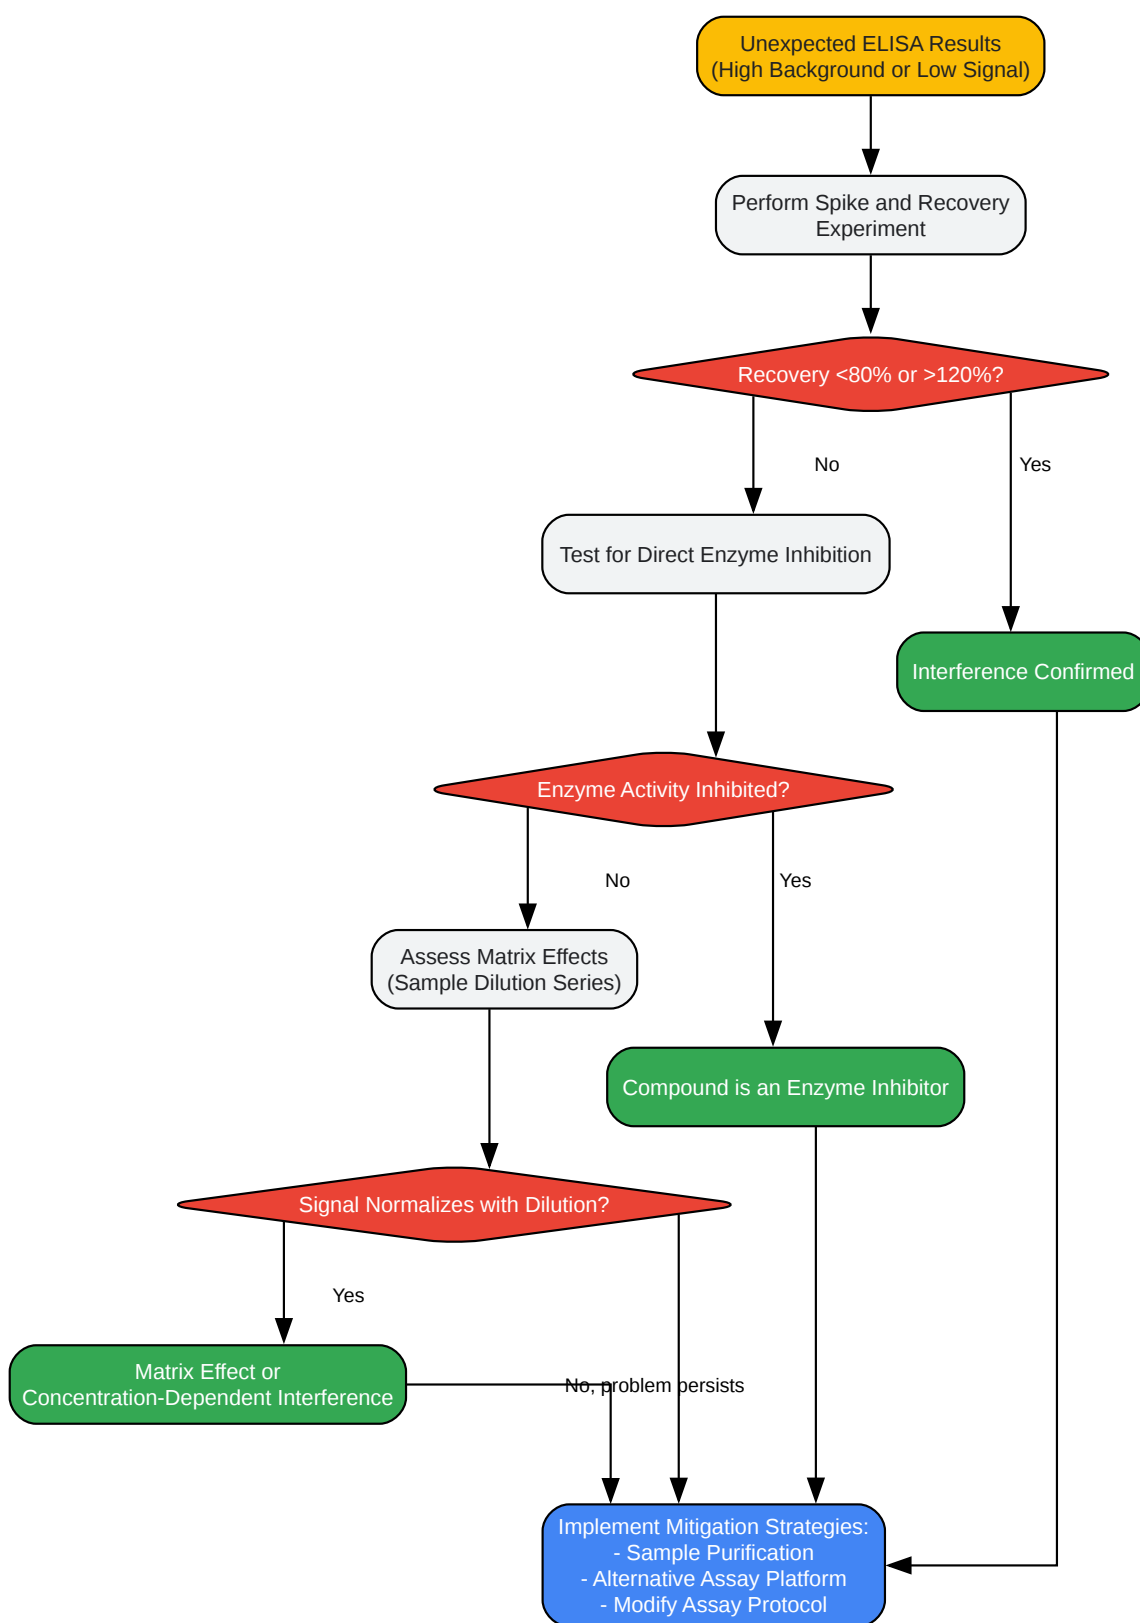 Unexpected ELISA Results
(High Background or Low Signal)
Perform Spike and Recovery
Experiment
Recovery <80% or >120%?
No
Yes
Test for Direct Enzyme Inhibition
Interference Confirmed
Enzyme Activity Inhibited?
No
Yes
Assess Matrix Effects
(Sample Dilution Series)
Compound is an Enzyme Inhibitor
Signal Normalizes with Dilution?
Yes
Matrix Effect or
Concentration-Dependent Interference
No, problem persists
Implement Mitigation Strategies:
- Sample Purification
- Alternative Assay Platform
- Modify Assay Protocol